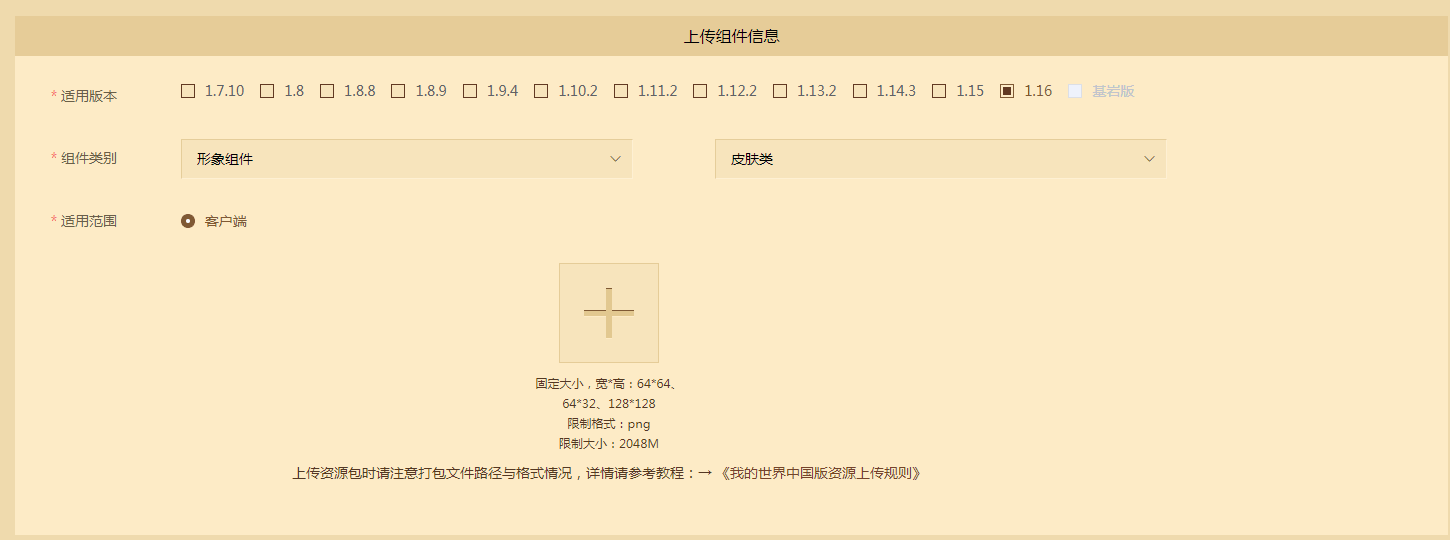 上传组件信息
* 适用版本 1.7.10 1.8 1.8.8 1.8.9 1.9.4 1.10.2 1.11.2 1.12.2 1.13.2 1.14.3 1.15 1.16 基岩版
* 组件类别 形象组件 皮肤类
* 适用范围 客户端
固定大小，宽*高：64*64、
64*32、128*128
限制格式：png
限制大小：2048M
上传资源包时请注意打包文件路径与格式情况，详情请参考教程：→ 《我的世界中国版资源上传规则》